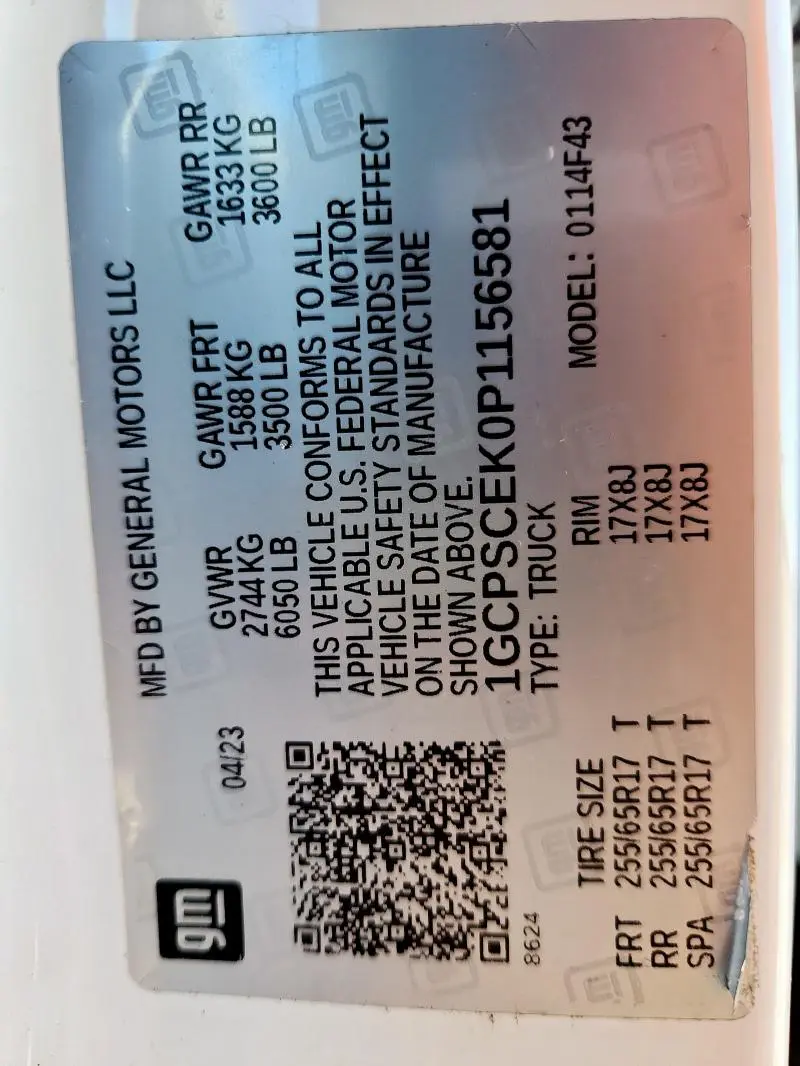 gm
MFD BY GENERAL MOTORS LLC
04/23
GVWR GAWR FRT GAWR RR
2744 KG 1588 KG 1633 KG
6050 LB 3500 LB 3600 LB
THIS VEHICLE CONFORMS TO ALL
APPLICABLE U.S. FEDERAL MOTOR
VEHICLE SAFETY STANDARDS IN EFFECT
ON THE DATE OF MANUFACTURE
SHOWN ABOVE.
1GCPSCEK0P1156581
8624
TYPE: TRUCK MODEL: 0114F43
TIRE SIZE RIM
FRT 255/65R17 T 17X8J
RR 255/65R17 T 17X8J
SPA 255/65R17 T 17X8J